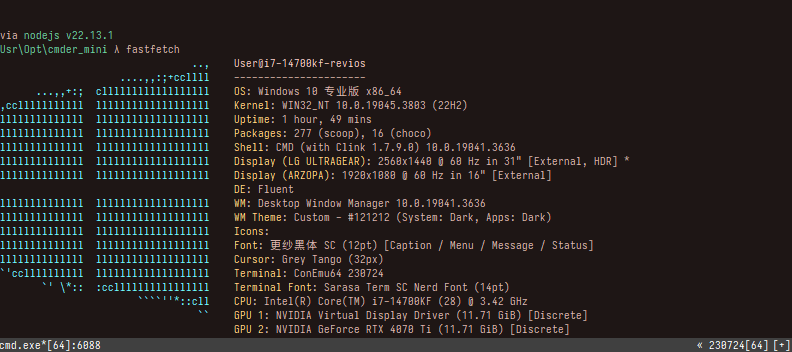 via nodejs v22.13.1
Usr\Opt\cmder_mini λ fastfetch
User@i7-14700kf-revios
----------------------
OS: Windows 10 专业版 x86_64
Kernel: WIN32_NT 10.0.19045.3803 (22H2)
Uptime: 1 hour, 49 mins
Packages: 277 (scoop), 16 (choco)
Shell: CMD (with Clink 1.7.9.0) 10.0.19041.3636
Display (LG ULTRAGEAR): 2560x1440 @ 60 Hz in 31" [External, HDR] *
Display (ARZOPA): 1920x1080 @ 60 Hz in 16" [External]
DE: Fluent
WM: Desktop Window Manager 10.0.19041.3636
WM Theme: Custom - #121212 (System: Dark, Apps: Dark)
Icons:
Font: 更纱黑体 SC (12pt) [Caption / Menu / Message / Status]
Cursor: Grey Tango (32px)
Terminal: ConEmu64 230724
Terminal Font: Sarasa Term SC Nerd Font (14pt)
CPU: Intel(R) Core(TM) i7-14700KF (28) @ 3.42 GHz
GPU 1: NVIDIA Virtual Display Driver (11.71 GiB) [Discrete]
GPU 2: NVIDIA GeForce RTX 4070 Ti (11.71 GiB) [Discrete]
cmd.exe*[64]:6088 « 230724[64] [+]